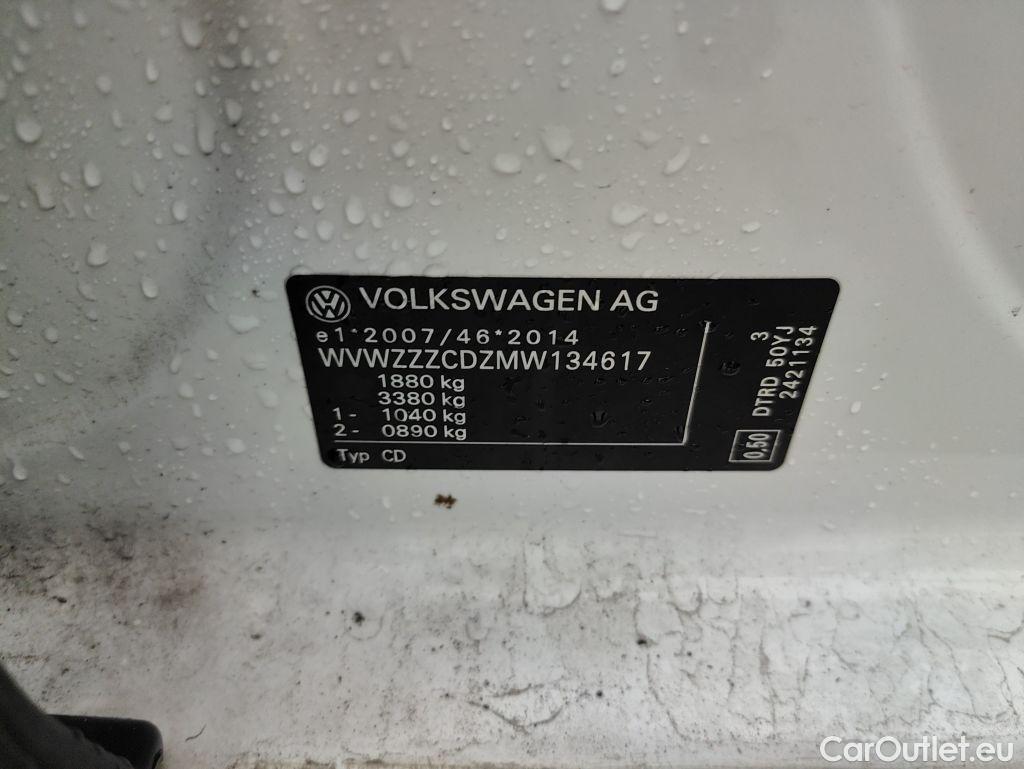 VOLKSWAGEN AG
e1*2007/46*2014
WVWZZZCDZMW134617
1880 kg
3380 kg
1- 1040 kg
2- 0890 kg
Typ CD
3
DTRD 50YJ
2421134
0,50
CarOutlet.eu